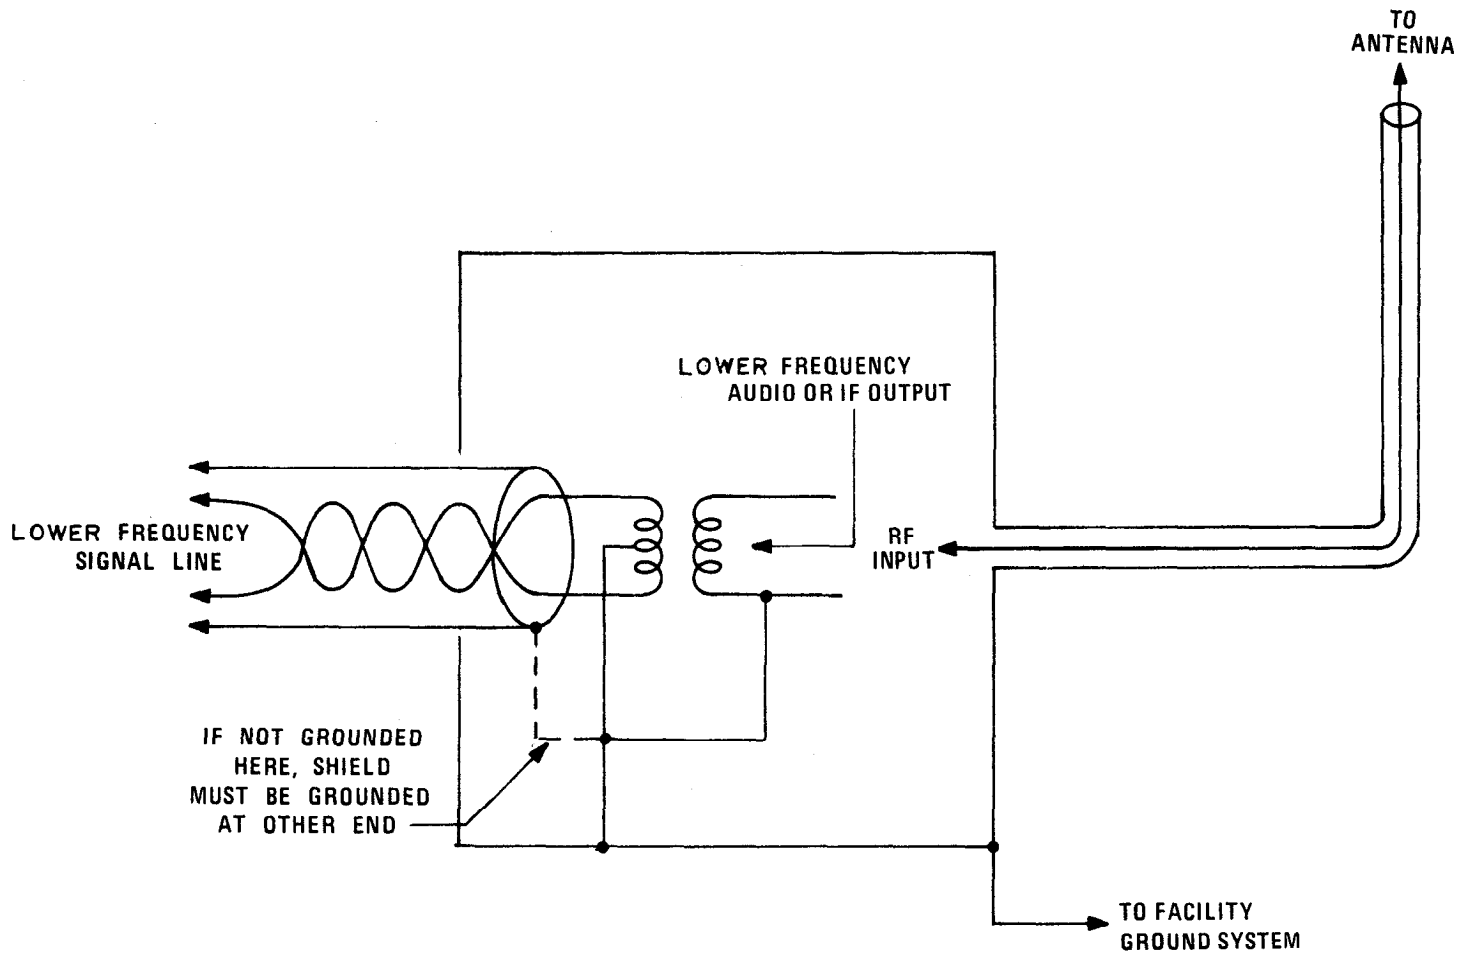 TO
ANTENNA
LOWER FREQUENCY
AUDIO OR IF OUTPUT
LOWER FREQUENCY
SIGNAL LINE
RF
INPUT
IF NOT GROUNDED
HERE, SHIELD
MUST BE GROUNDED
AT OTHER END
TO FACILITY
GROUND SYSTEM